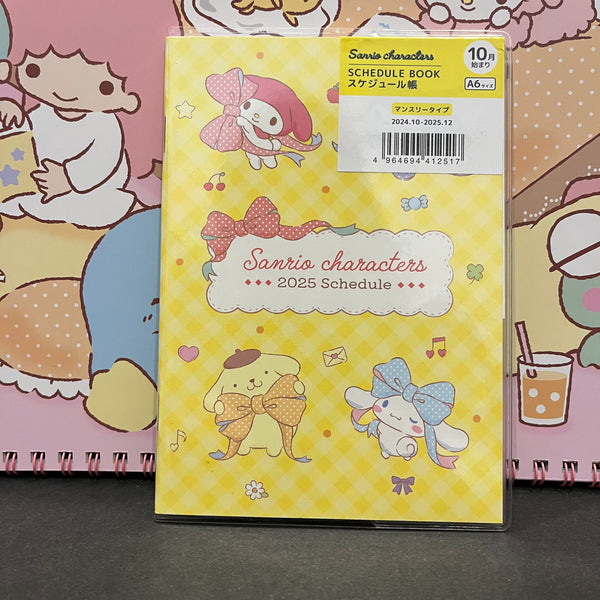 Sanrio characters
SCHEDULE BOOK
スケジュール帳
10月
始まり
A6サイズ
マンスリータイプ
2024.10-2025.12
4 964694 412517
Sanrio characters
2025 Schedule